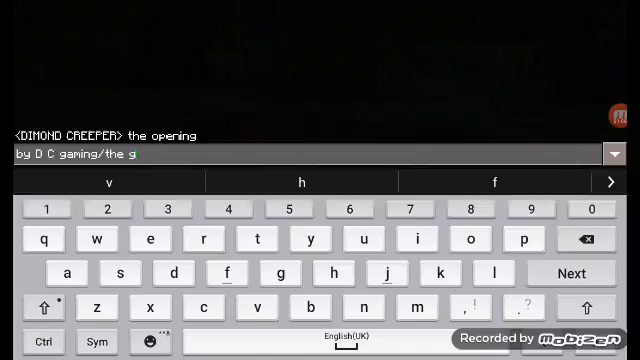 <DIMOND CREEPER> the opening
by D C gaming/the g
v h f >
1 2 3 4 5 6 7 8 9 0
q w e r t y u i o p
a s d f g h j k l Next
z x c v b n m , ! . ?
Ctrl Sym English(UK)
Recorded by mobizen